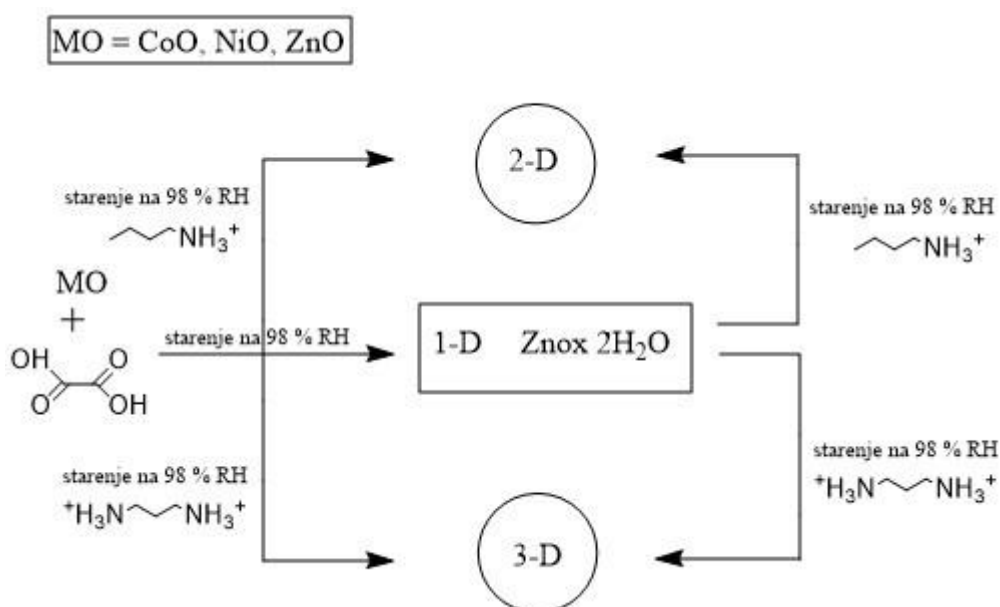 MO = CoO, NiO, ZnO
2-D
starenje na 98 % RH
NH₃⁺
starenje na 98 % RH
NH₃⁺
MO
+
OH
O
O
OH
starenje na 98 % RH
1-D Znox 2H₂O
starenje na 98 % RH
⁺H₃N NH₃⁺
starenje na 98 % RH
⁺H₃N NH₃⁺
3-D